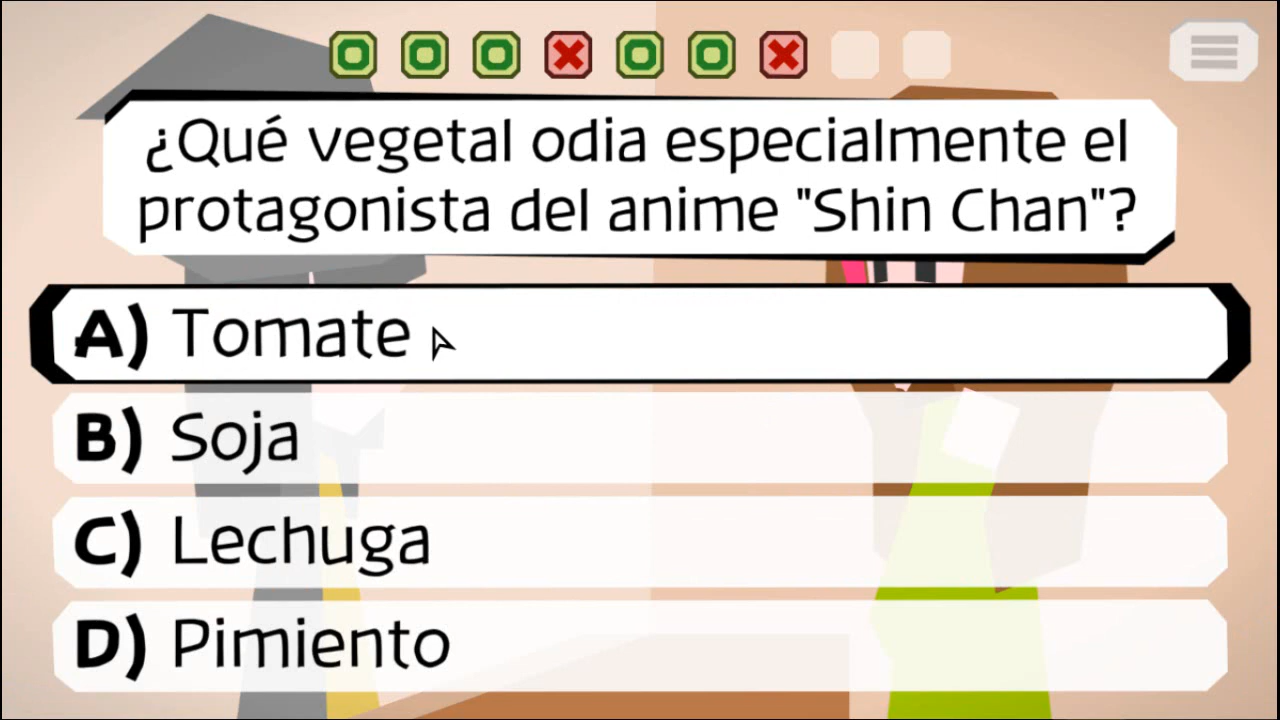 ¿Qué vegetal odia especialmente el
protagonista del anime "Shin Chan"?
A) Tomate
B) Soja
C) Lechuga
D) Pimiento